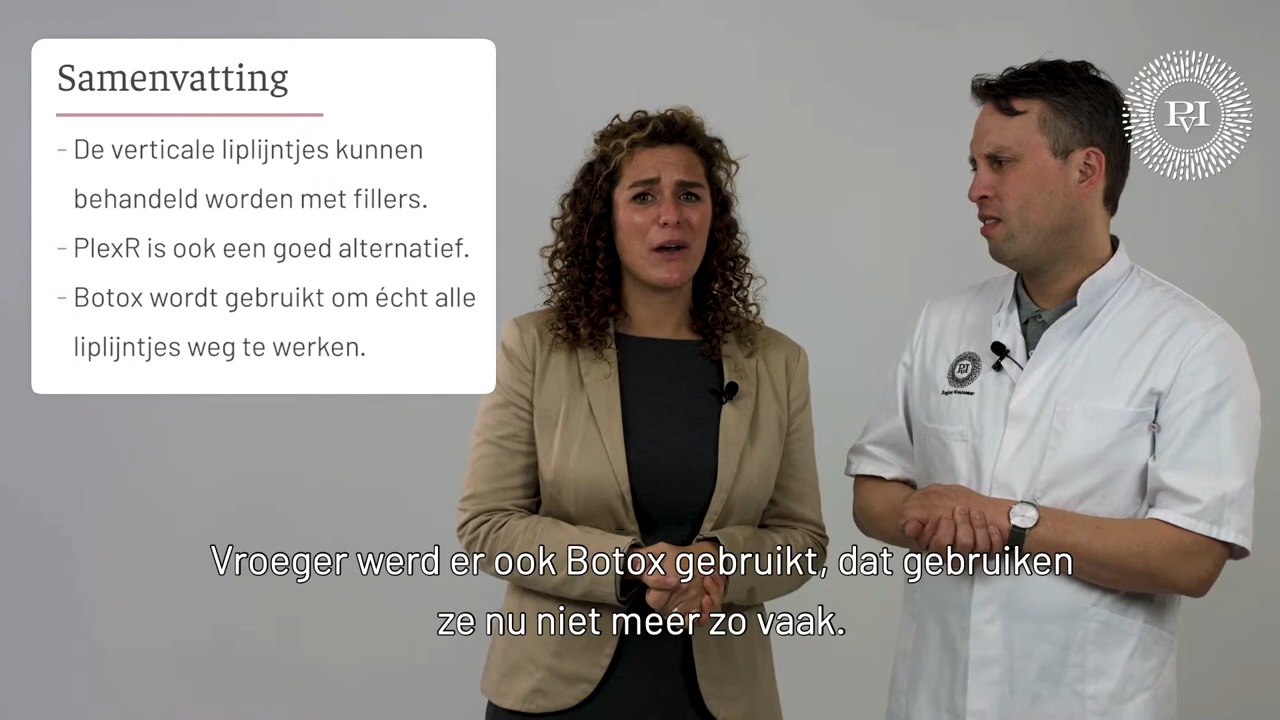 Samenvatting
- De verticale liplijntjes kunnen
behandeld worden met fillers.
- PlexR is ook een goed alternatief.
- Botox wordt gebruikt om écht alle
liplijntjes weg te werken.
PVI
PVI
Vroeger werd er ook Botox gebruikt, dat gebruiken
ze nu niet meer zo vaak.